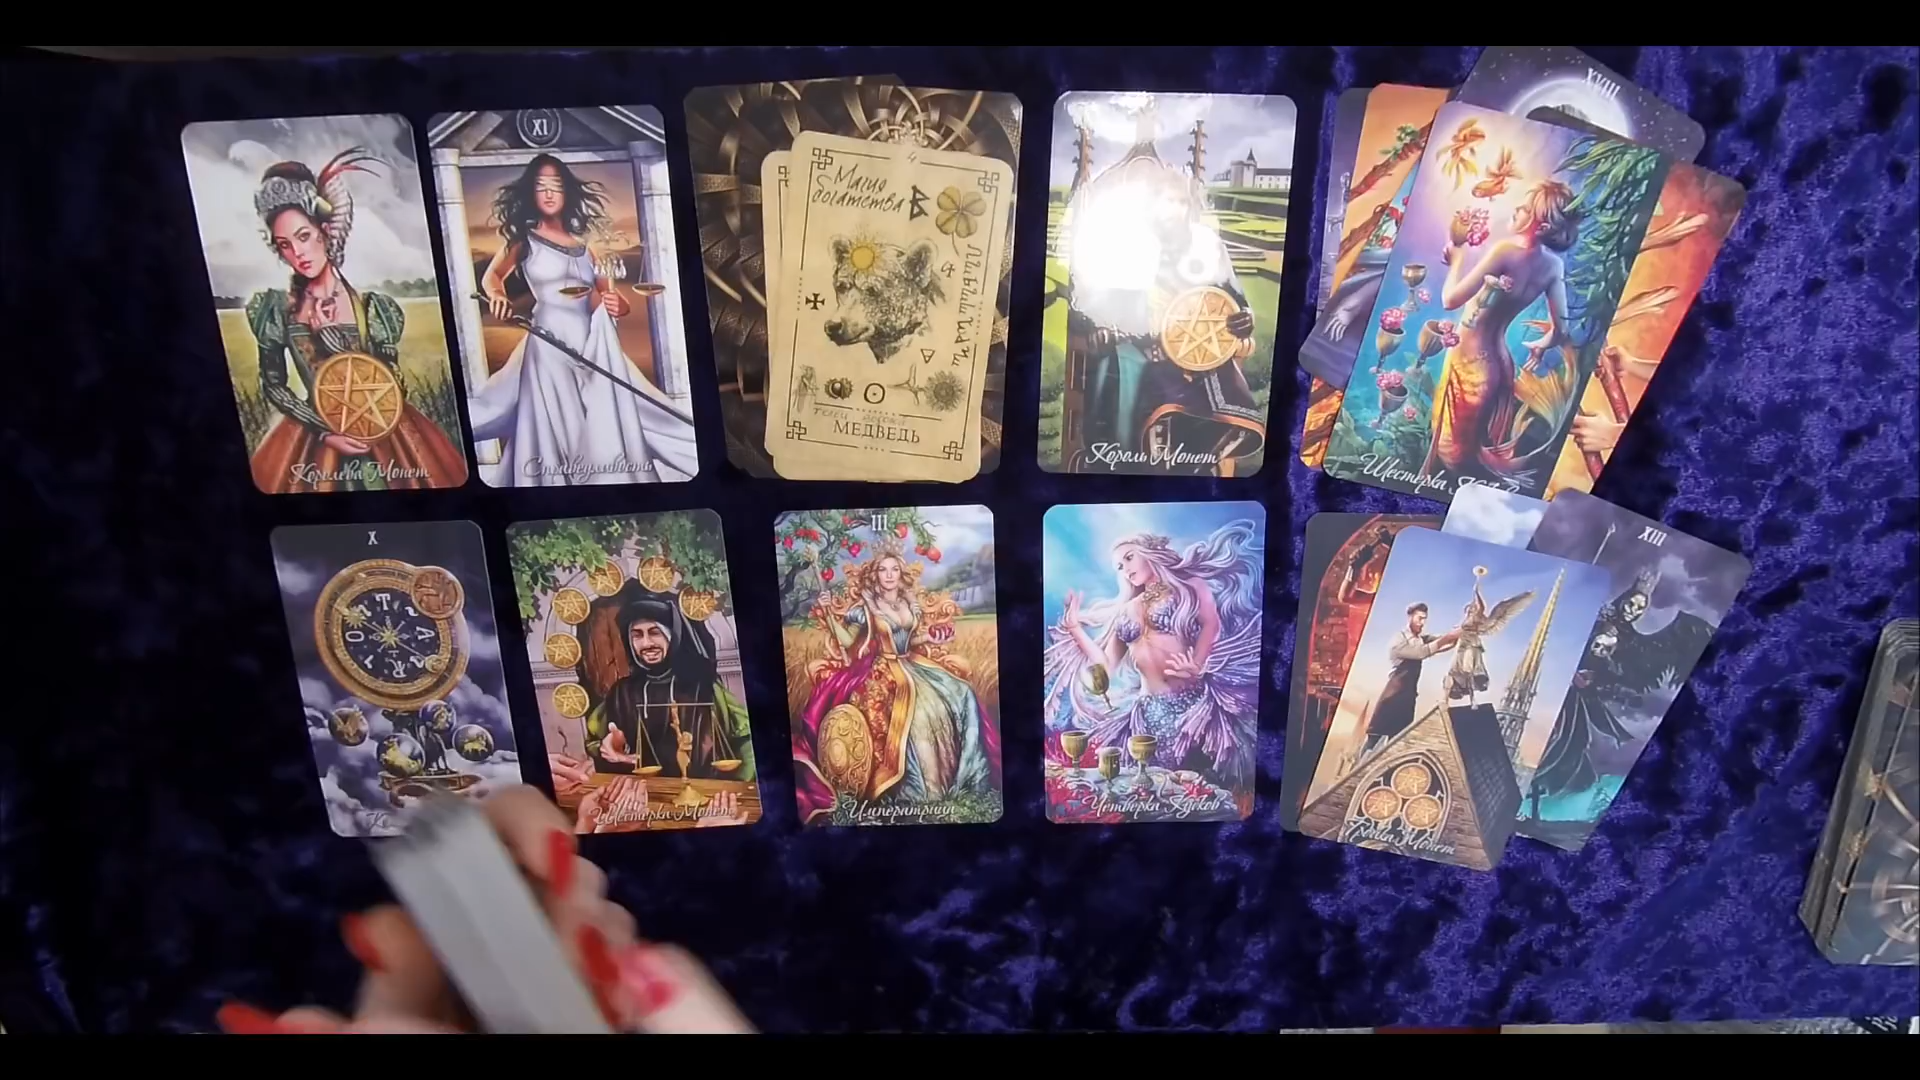 Королева Монет
XI
Справедливость
4
Магия
богатства
МЕДВЕДЬ
Король Монет
XVIII
Шестерка
X
Шестерка Монет
III
Императрица
Четверка Кубков
XIII
Тройка Монет